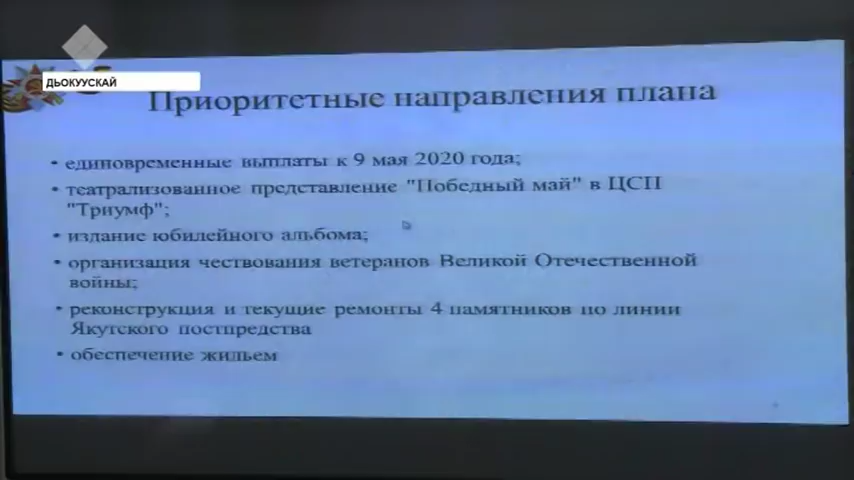 ДЬОКУУСКАЙ
Приоритетные направления плана
• единовременные выплаты к 9 мая 2020 года;
• театрализованное представление "Победный май" в ЦСП
"Триумф";
• издание юбилейного альбома;
• организация чествования ветеранов Великой Отечественной
войны;
• реконструкция и текущие ремонты 4 памятников по линии
Якутского постпредства
• обеспечение жильем